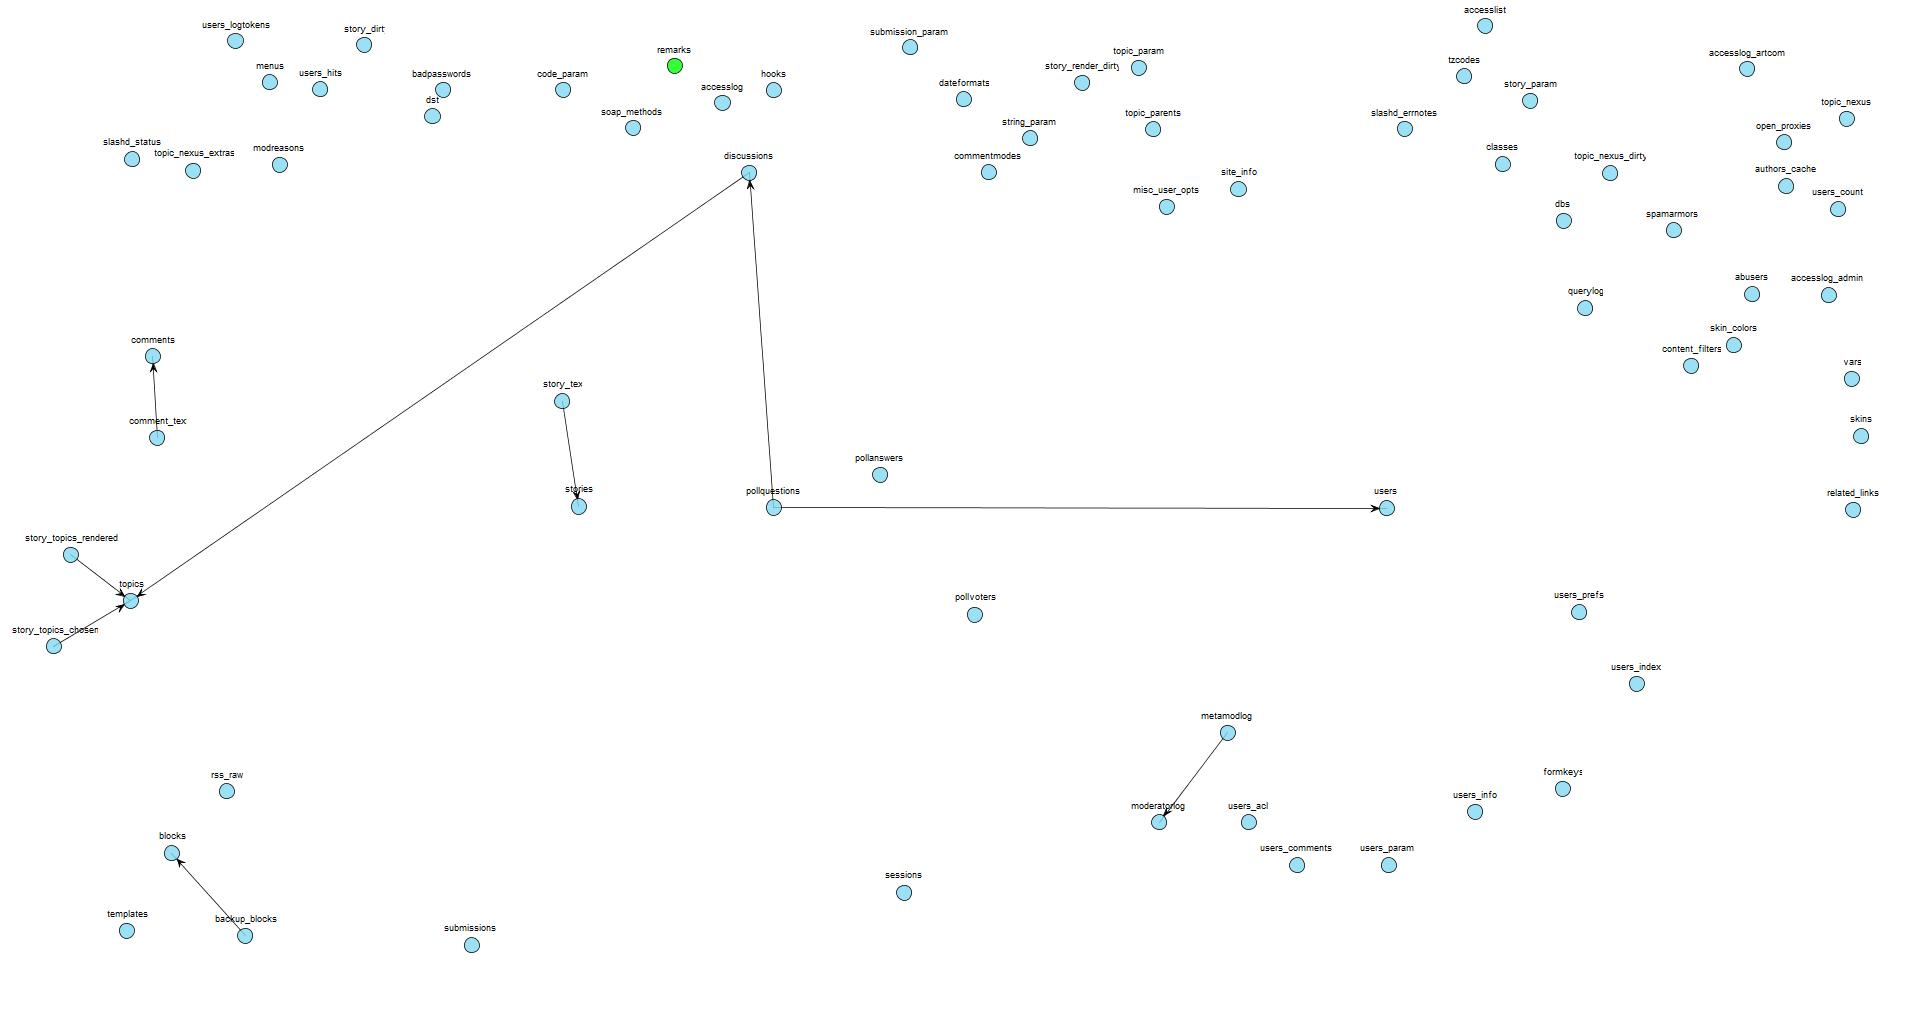 accesslist
users_logtokens
story_dirt
submission_param
remarks
topic_param
accesslog_artcom
tzcodes
menus
story_render_dirty
users_hits
badpasswords
code_param
hooks
dateformats
story_param
accesslog
dst
topic_nexus
soap_methods
topic_parents
slashd_errnotes
string_param
open_proxies
slashd_status
modreasons
classes
topic_nexus_extras
discussions
commentmodes
topic_nexus_dirty
authors_cache
site_info
misc_user_opts
users_count
dbs
spamarmors
abusers
accesslog_admin
querylog
skin_colors
comments
content_filters
vars
story_tex
comment_tex
skins
pollanswers
stories
pollquestions
users
related_links
story_topics_rendered
topics
users_prefs
pollvoters
story_topics_chosen
users_index
metamodlog
rss_raw
formkeys
users_info
moderatorlog
users_acl
blocks
users_comments
users_param
sessions
templates
backup_blocks
submissions